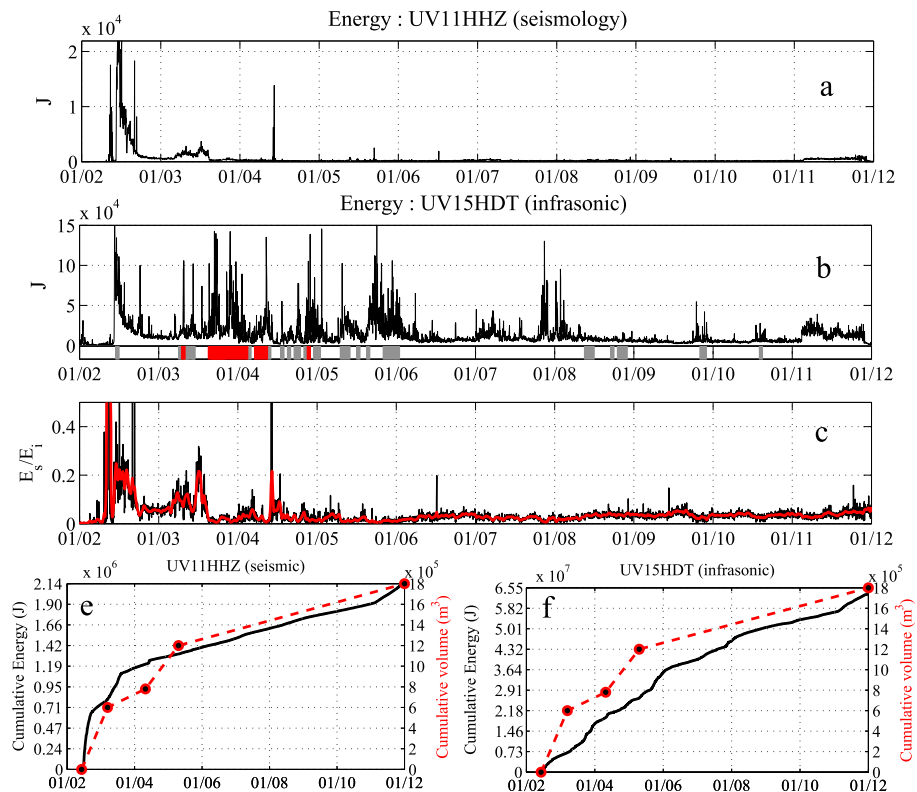 Energy : UV11HHZ (seismology)
x 10^4
2
1
0
J
a
01/02 01/03 01/04 01/05 01/06 01/07 01/08 01/09 01/10 01/11 01/12
Energy : UV15HDT (infrasonic)
x 10^4
15
10
5
0
J
b
01/02 01/03 01/04 01/05 01/06 01/07 01/08 01/09 01/10 01/11 01/12
0.4
0.2
0
E_s/E_i
c
01/02 01/03 01/04 01/05 01/06 01/07 01/08 01/09 01/10 01/11 01/12
UV11HHZ (seismic)
x 10^6
x 10^5
e
Cumulative Energy (J)
2.14
1.90
1.66
1.42
1.19
0.95
0.71
0.47
0.24
0
18
16
14
12
10
8
6
4
2
0
Cumulative volume (m^3)
01/02 01/04 01/06 01/08 01/10 01/12
UV15HDT (infrasonic)
x 10^7
x 10^5
f
Cumulative Energy (J)
6.55
5.82
5.01
4.32
3.64
2.91
2.18
1.46
0.73
0
18
16
14
12
10
8
6
4
2
0
Cumulative volume (m^3)
01/02 01/04 01/06 01/08 01/10 01/12